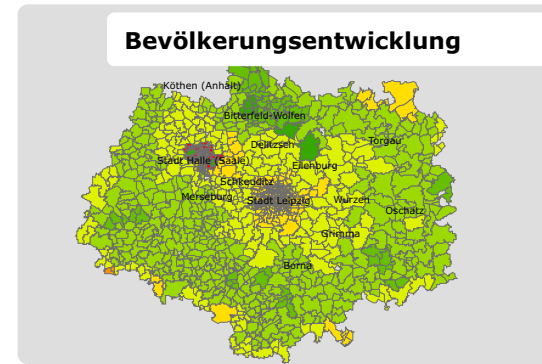 Bevölkerungsentwicklung
Köthen (Anhalt)
Bitterfeld-Wolfen
Delitzsch
Torgau
Stadt Halle (Saale)
Eilenburg
Schkeuditz
Merseburg
Stadt Leipzig
Wurzen
Oschatz
Grimma
Borna